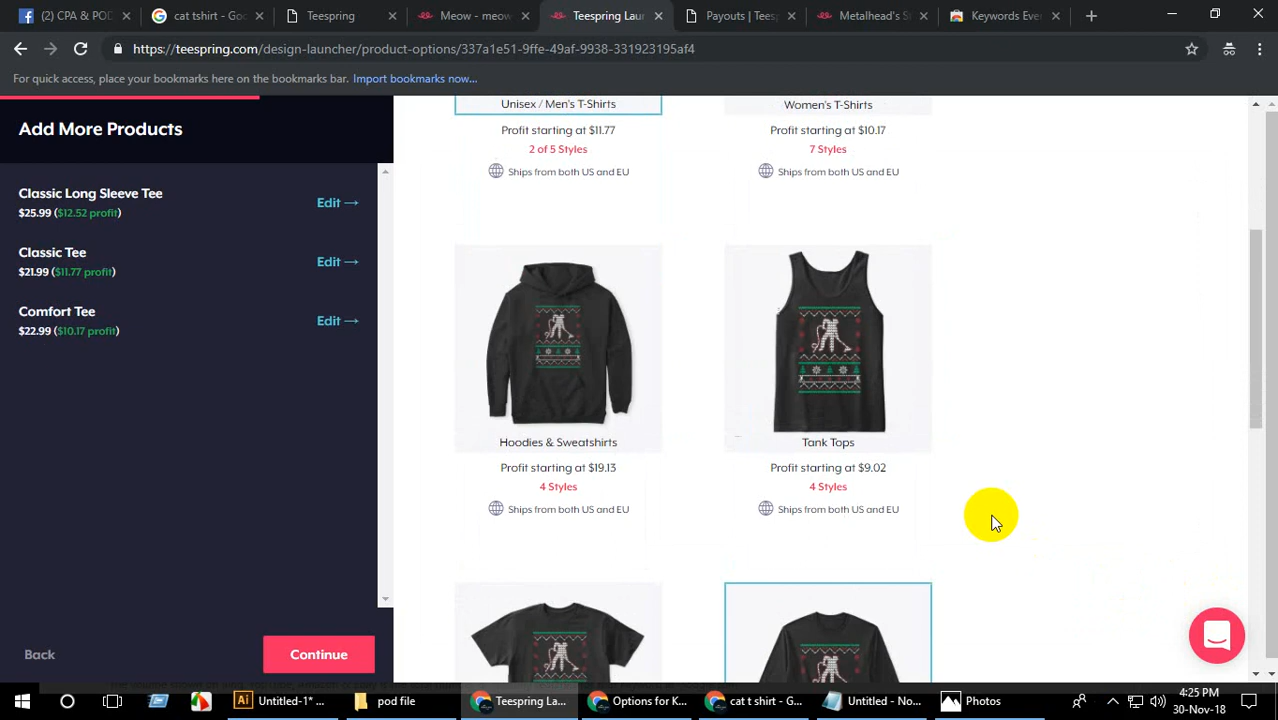 (2) CPA & POD
cat tshirt - Goo
Teespring
Meow - meow
Teespring Lau
Payouts | Tees
Metalhead's S
Keywords Eve
https://teespring.com/design-launcher/product-options/337a1e51-9ffe-49af-9938-331923195af4
For quick access, place your bookmarks here on the bookmarks bar. Import bookmarks now...
Add More Products
Classic Long Sleeve Tee
$25.99 ($12.52 profit)
Edit →
Classic Tee
$21.99 ($11.77 profit)
Edit →
Comfort Tee
$22.99 ($10.17 profit)
Edit →
Back
Continue
Unisex / Men's T-Shirts
Profit starting at $11.77
2 of 5 Styles
Ships from both US and EU
Women's T-Shirts
Profit starting at $10.17
7 Styles
Ships from both US and EU
Hoodies & Sweatshirts
Profit starting at $19.13
4 Styles
Ships from both US and EU
Tank Tops
Profit starting at $9.02
4 Styles
Ships from both US and EU
Untitled-1* ...
pod file
Teespring La...
Options for K...
cat t shirt - G...
Untitled - No...
Photos
4:25 PM
30-Nov-18